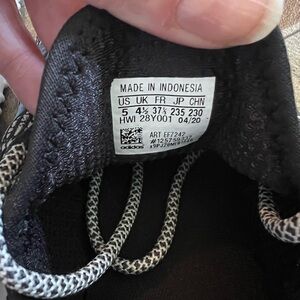 MADE IN INDONESIA
US UK FR JP CHN
5 4½ 37⅓ 235 230
HWI 28Y001 04/20
ART EF7242
adidas